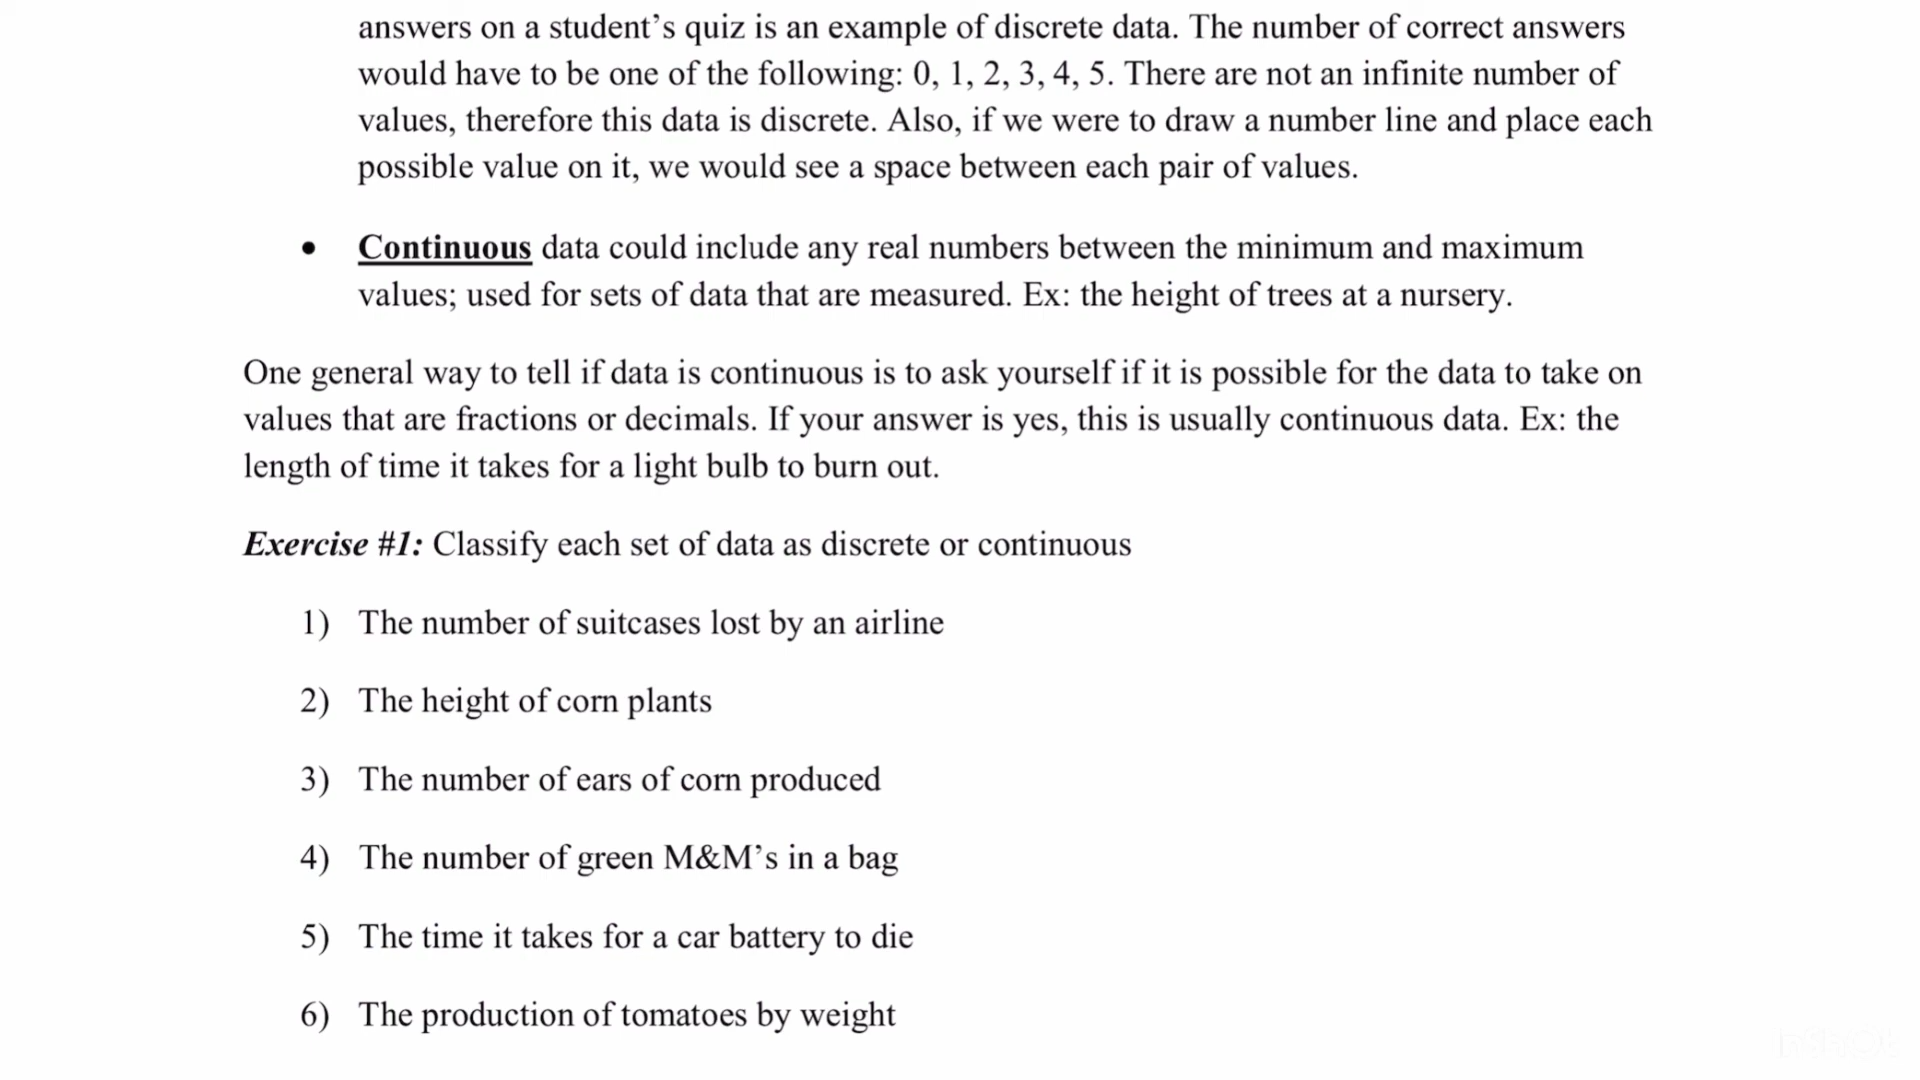 answers on a student’s quiz is an example of discrete data. The number of correct answers
would have to be one of the following: 0, 1, 2, 3, 4, 5. There are not an infinite number of
values, therefore this data is discrete. Also, if we were to draw a number line and place each
possible value on it, we would see a space between each pair of values.
• Continuous data could include any real numbers between the minimum and maximum
values; used for sets of data that are measured. Ex: the height of trees at a nursery.
One general way to tell if data is continuous is to ask yourself if it is possible for the data to take on
values that are fractions or decimals. If your answer is yes, this is usually continuous data. Ex: the
length of time it takes for a light bulb to burn out.
Exercise #1: Classify each set of data as discrete or continuous
1) The number of suitcases lost by an airline
2) The height of corn plants
3) The number of ears of corn produced
4) The number of green M&M’s in a bag
5) The time it takes for a car battery to die
6) The production of tomatoes by weight